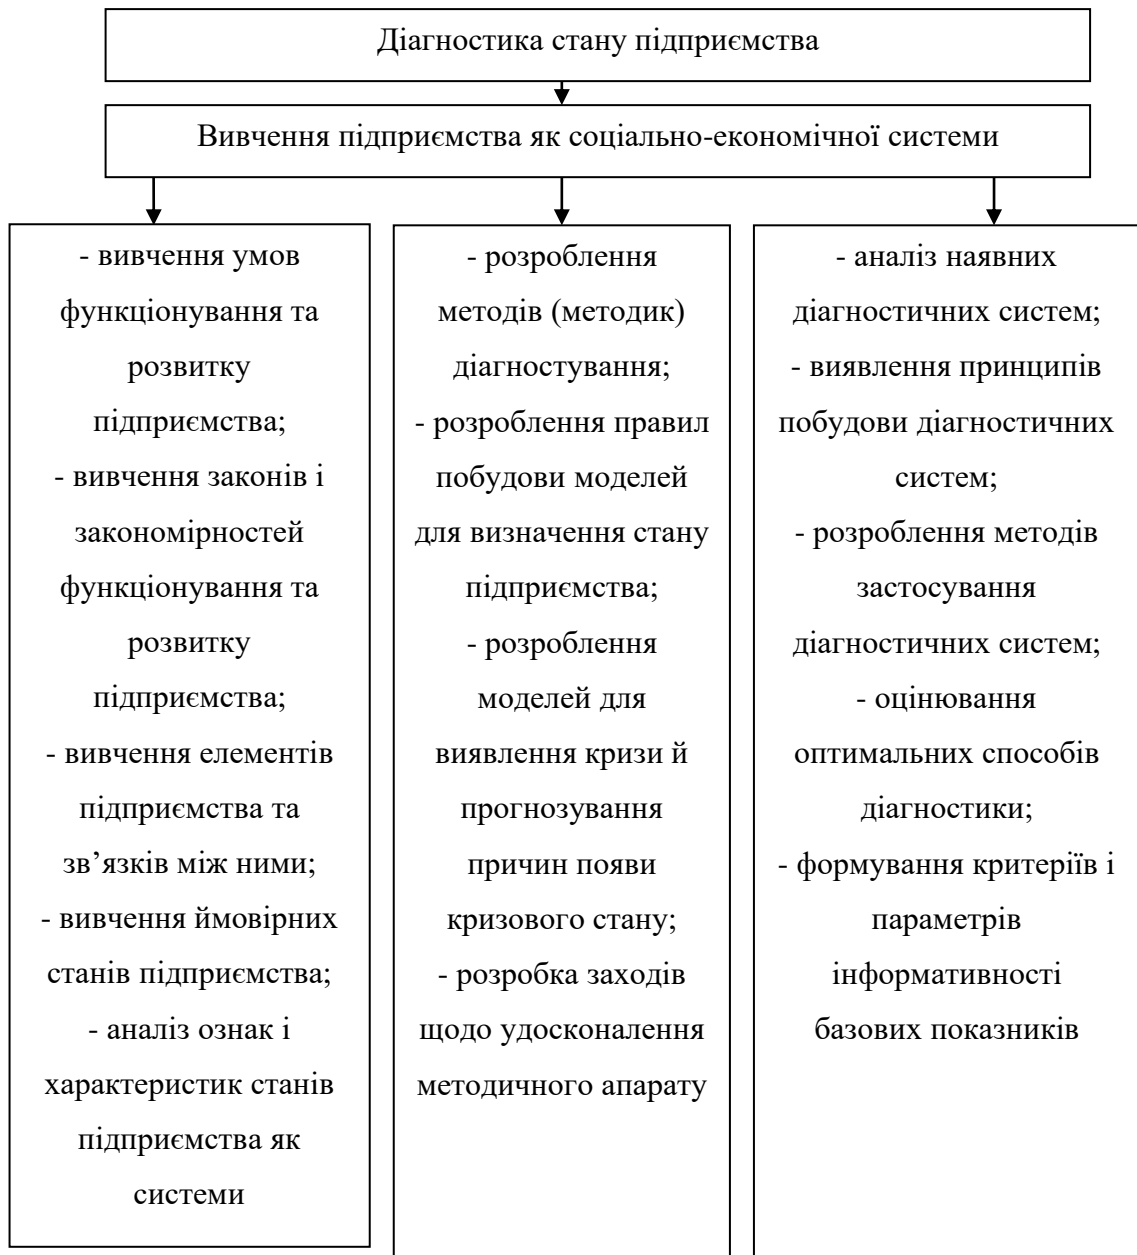 Діагностика стану підприємства
Вивчення підприємства як соціально-економічної системи
- вивчення умов
функціонування та
розвитку
підприємства;
- вивчення законів і
закономірностей
функціонування та
розвитку
підприємства;
- вивчення елементів
підприємства та
зв’язків між ними;
- вивчення ймовірних
станів підприємства;
- аналіз ознак і
характеристик станів
підприємства як
системи
- розроблення
методів (методик)
діагностування;
- розроблення правил
побудови моделей
для визначення стану
підприємства;
- розроблення
моделей для
виявлення кризи й
прогнозування
причин появи
кризового стану;
- розробка заходів
щодо удосконалення
методичного апарату
- аналіз наявних
діагностичних систем;
- виявлення принципів
побудови діагностичних
систем;
- розроблення методів
застосування
діагностичних систем;
- оцінювання
оптимальних способів
діагностики;
- формування критеріїв і
параметрів
інформативності
базових показників